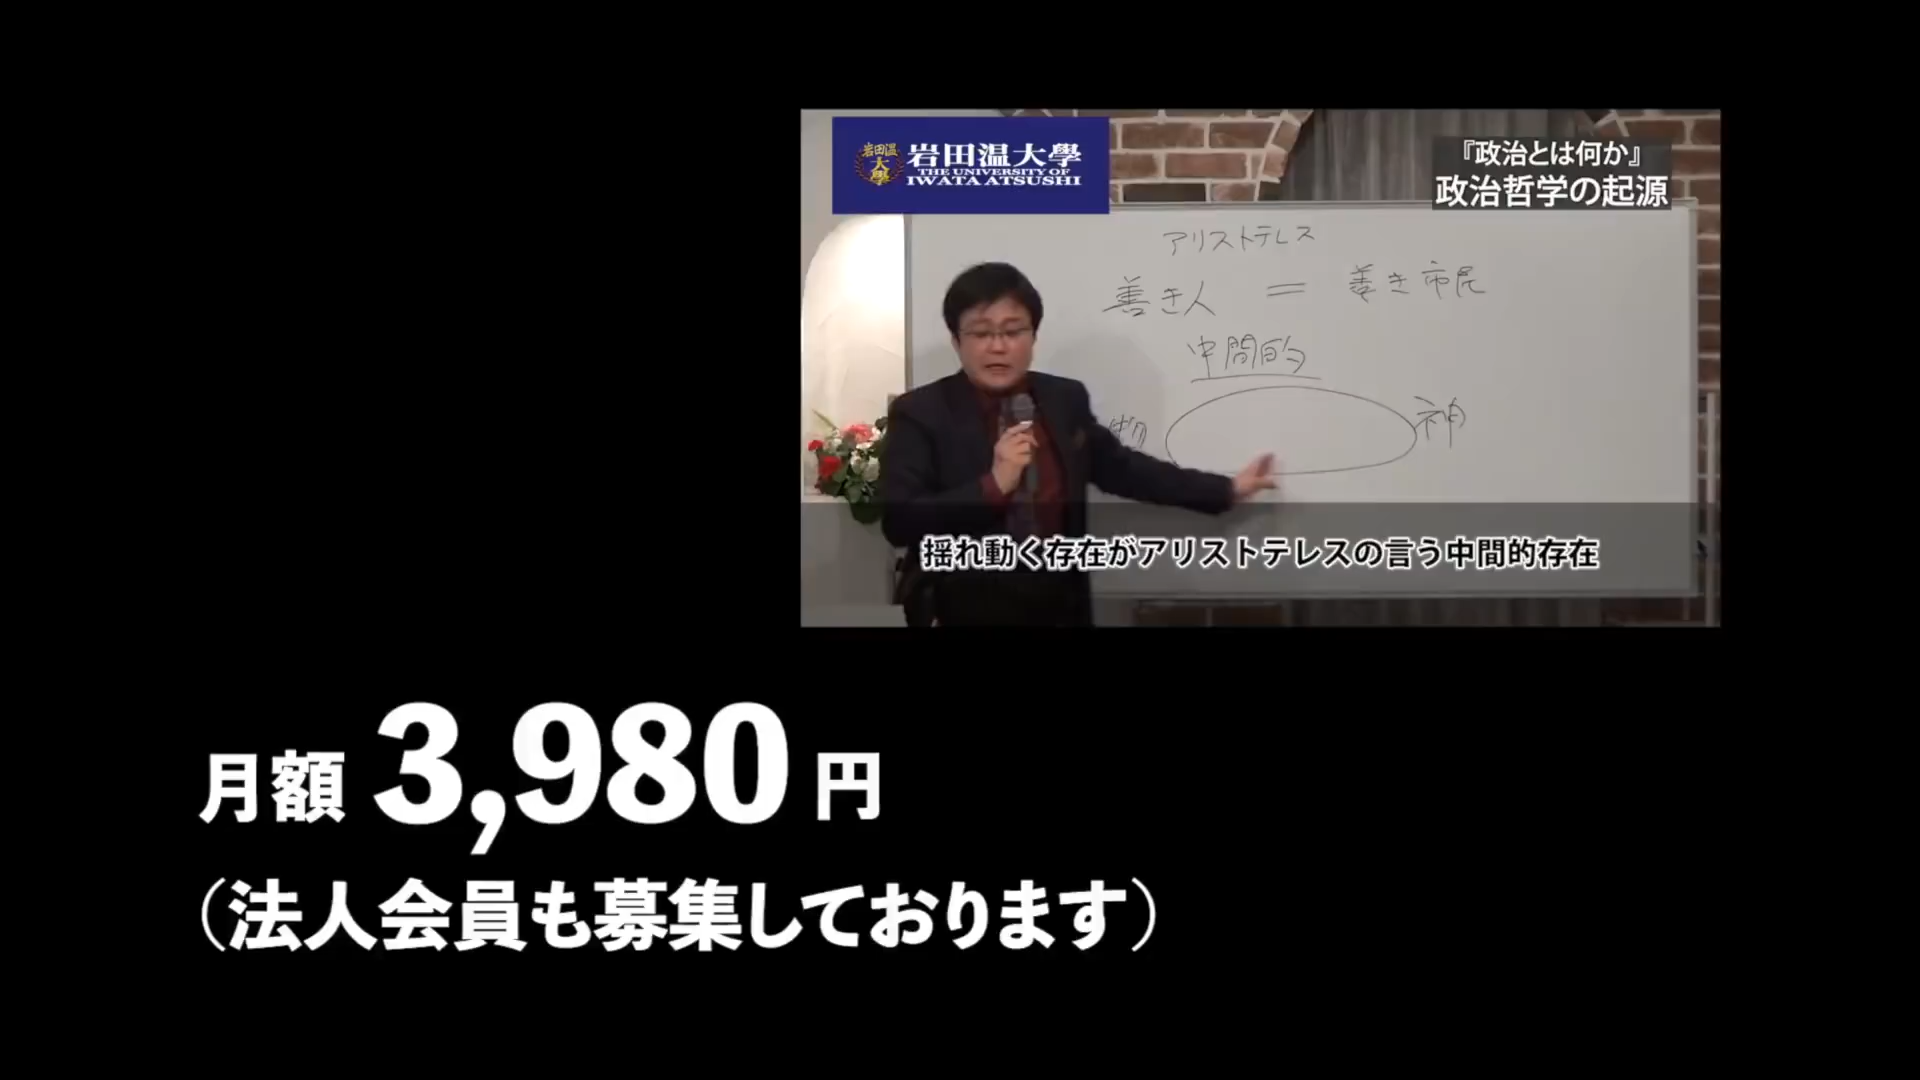 岩田温大學
岩田温大學
THE UNIVERSITY OF
IWATA ATSUSHI
『政治とは何か』
政治哲学の起源
アリストテレス
善き人 = 善き市民
中間的
神
揺れ動く存在がアリストテレスの言う中間的存在
月額 3,980 円
（法人会員も募集しております）